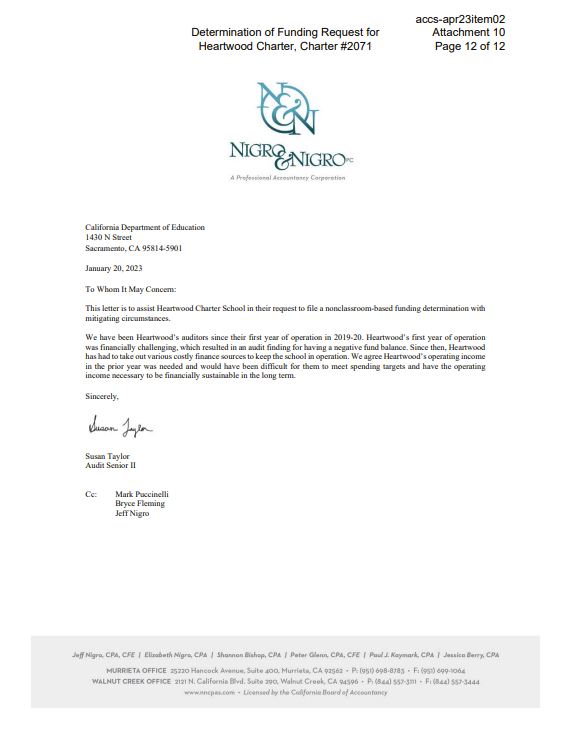 accs-apr23item02
Determination of Funding Request for Attachment 10
Heartwood Charter, Charter #2071 Page 12 of 12
N&N
NIGRO & NIGRO PC
A Professional Accountancy Corporation
California Department of Education
1430 N Street
Sacramento, CA 95814-5901
January 20, 2023
To Whom It May Concern:
This letter is to assist Heartwood Charter School in their request to file a nonclassroom-based funding determination with
mitigating circumstances.
We have been Heartwood's auditors since their first year of operation in 2019-20. Heartwood's first year of operation
was financially challenging, which resulted in an audit finding for having a negative fund balance. Since then, Heartwood
has had to take out various costly finance sources to keep the school in operation. We agree Heartwood's operating income
in the prior year was needed and would have been difficult for them to meet spending targets and have the operating
income necessary to be financially sustainable in the long term.
Sincerely,
Susan Taylor
Susan Taylor
Audit Senior II
Cc: Mark Puccinelli
Bryce Fleming
Jeff Nigro
Jeff Nigro, CPA, CFE | Elizabeth Nigro, CPA | Shannon Bishop, CPA | Peter Glenn, CPA, CFE | Paul J. Kaymark, CPA | Jessica Berry, CPA
MURRIETA OFFICE 25220 Hancock Avenue, Suite 400, Murrieta, CA 92562 • P: (951) 698-8783 • F: (951) 699-1064
WALNUT CREEK OFFICE 2121 N. California Blvd. Suite 290, Walnut Creek, CA 94596 • P: (844) 557-3111 • F: (844) 557-3444
www.nncpas.com • Licensed by the California Board of Accountancy